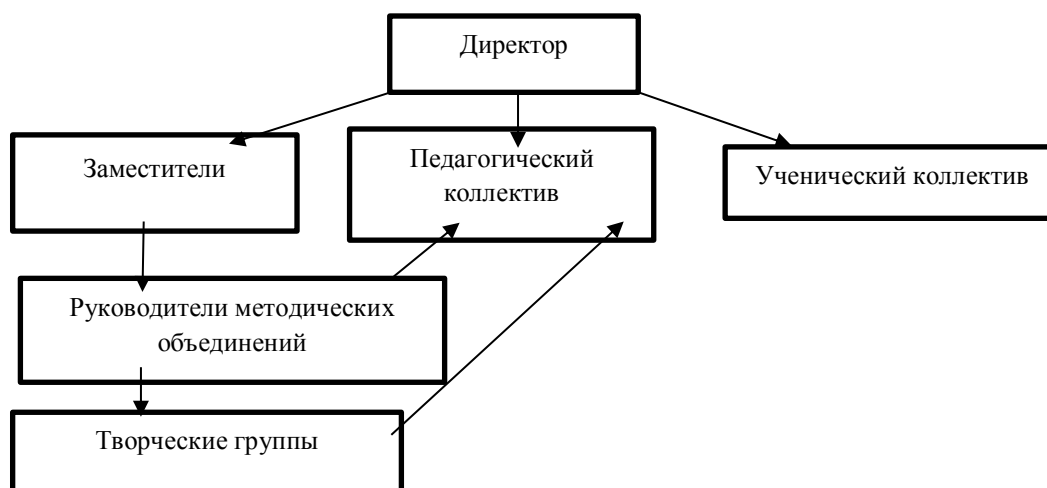 Директор
Заместители
Педагогический
коллектив
Ученический коллектив
Руководители методических
объединений
Творческие группы